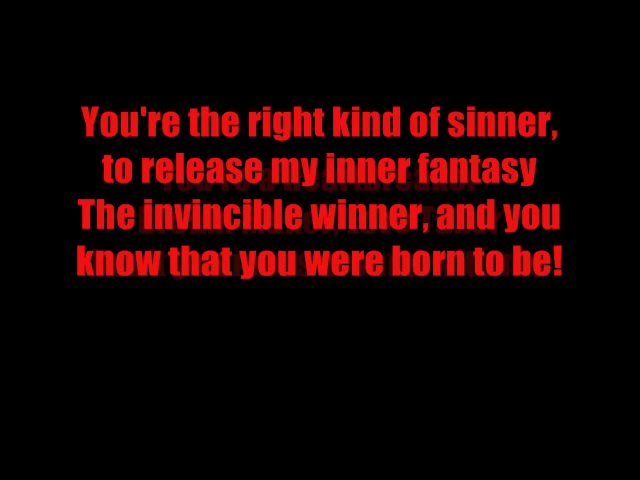 You're the right kind of sinner,
to release my inner fantasy
The invincible winner, and you
know that you were born to be!